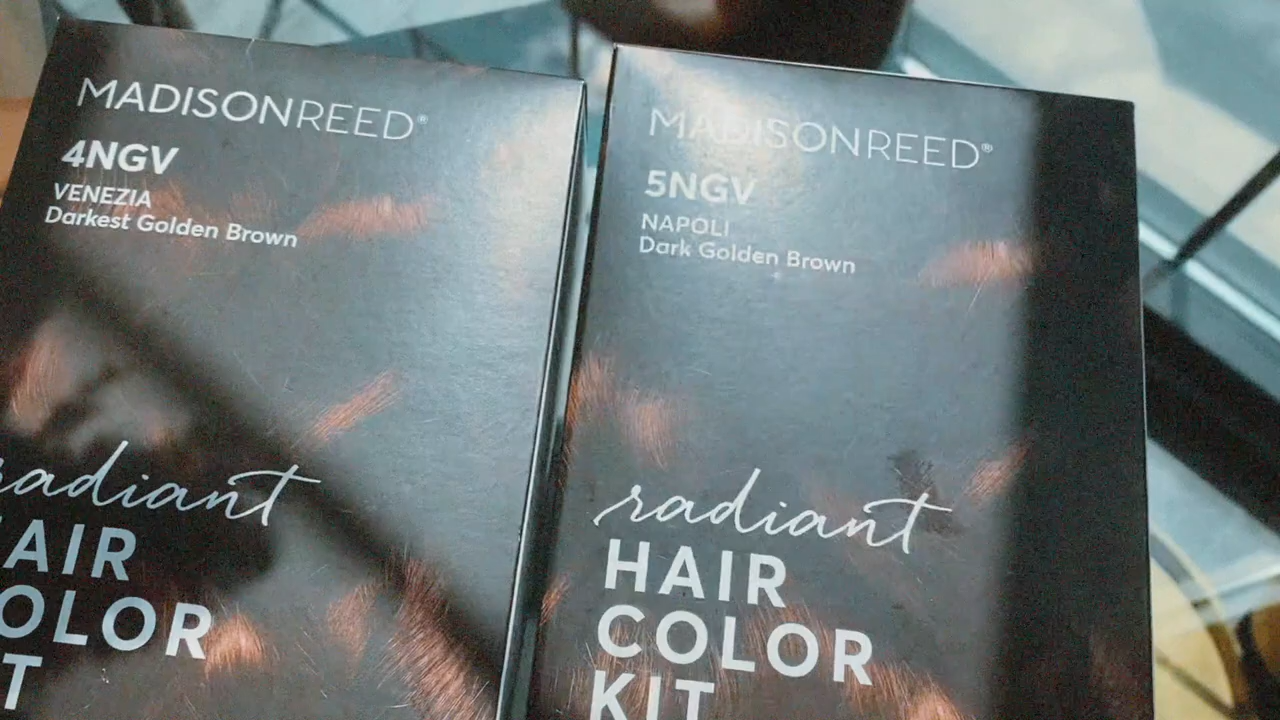 MADISONREED®
4NGV
VENEZIA
Darkest Golden Brown
radiant
AIR
OLOR
T
MADISONREED®
5NGV
NAPOLI
Dark Golden Brown
radiant
HAIR
COLOR
KIT